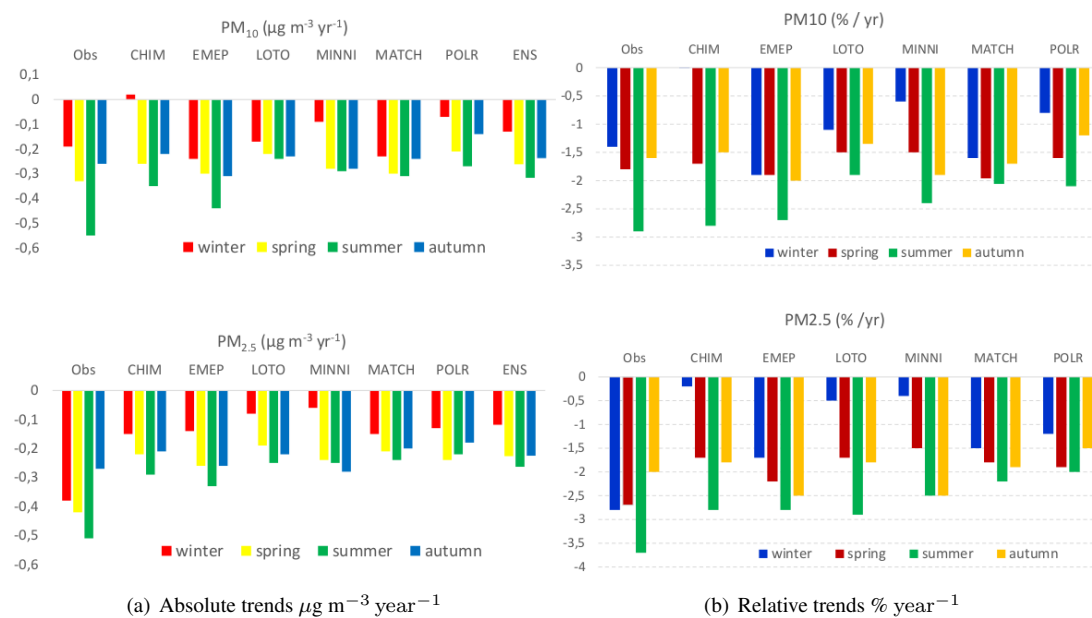 PM10 (µg m-3 yr-1)
Obs CHIM EMEP LOTO MINNI MATCH POLR ENS
0,1
0
-0,1
-0,2
-0,3
-0,4
-0,5
-0,6
winter spring summer autumn
PM10 (% / yr)
Obs CHIM EMEP LOTO MINNI MATCH POLR
0
-0,5
-1
-1,5
-2
-2,5
-3
-3,5
winter spring summer autumn
PM2.5 (µg m-3 yr-1)
Obs CHIM EMEP LOTO MINNI MATCH POLR ENS
0
-0,1
-0,2
-0,3
-0,4
-0,5
-0,6
winter spring summer autumn
PM2.5 (% /yr)
Obs CHIM EMEP LOTO MINNI MATCH POLR
0
-0,5
-1
-1,5
-2
-2,5
-3
-3,5
-4
winter spring summer autumn
(a) Absolute trends µg m−3 year−1
(b) Relative trends % year−1